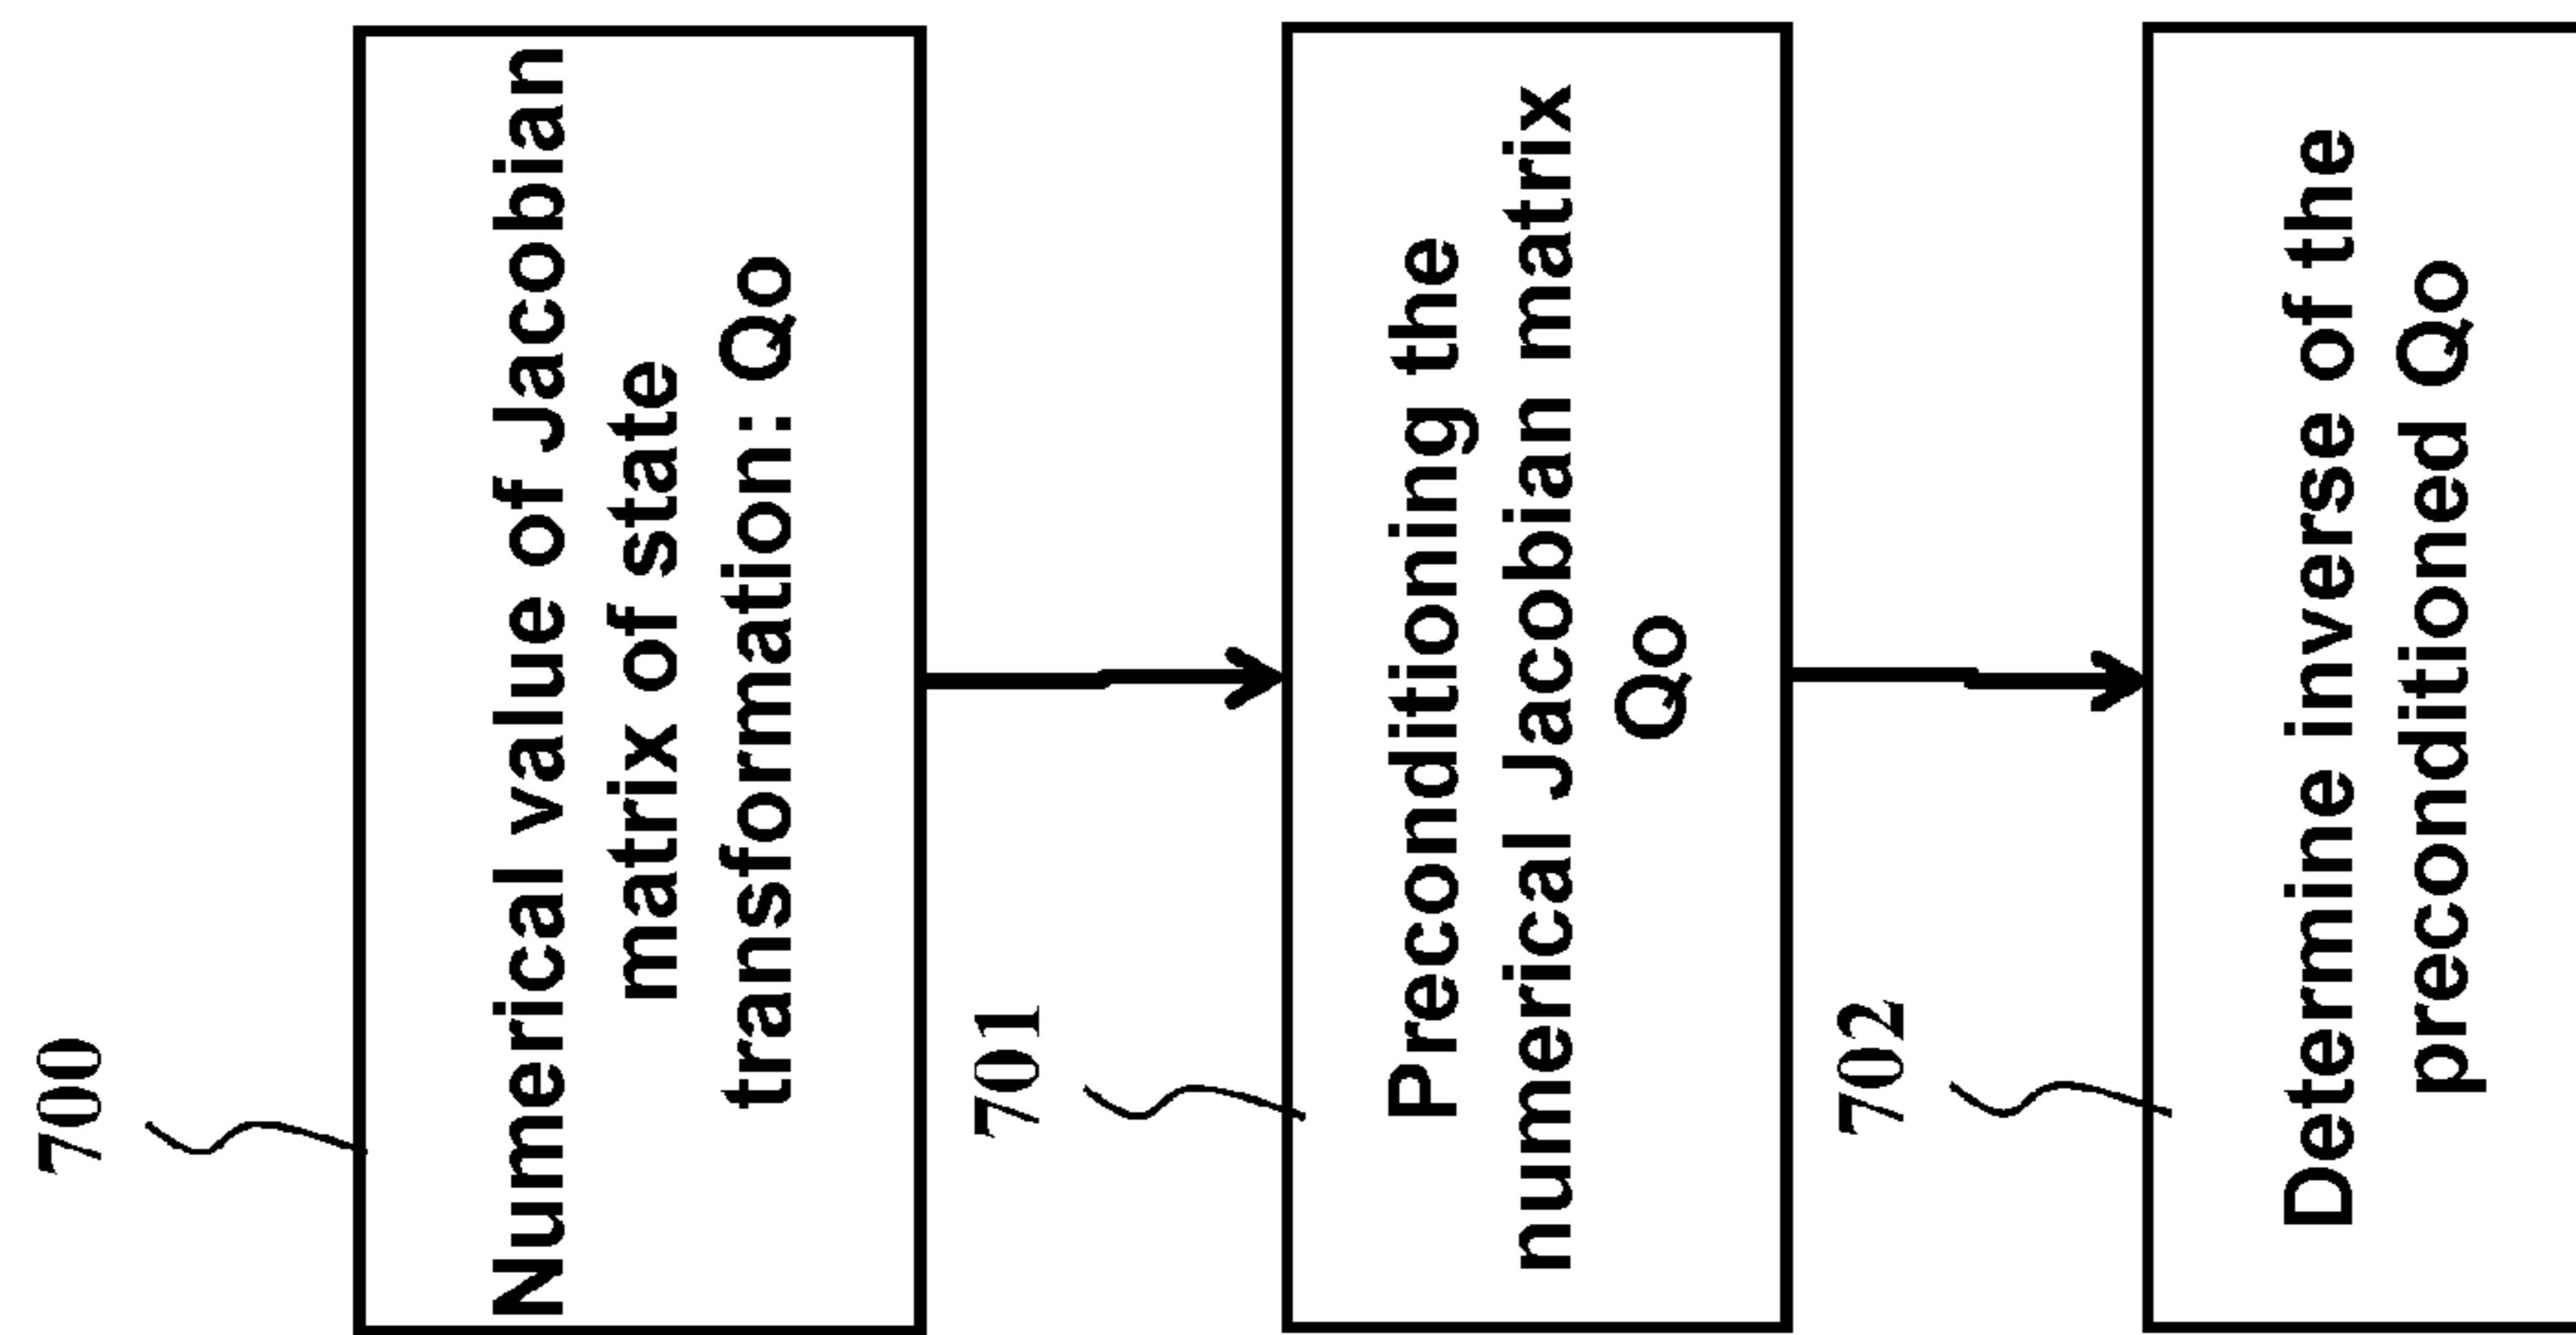 700
Numerical value of Jacobian
matrix of state
transformation: Qo
701
Preconditioning the
numerical Jacobian matrix
Qo
702
Determine inverse of the
preconditioned Qo